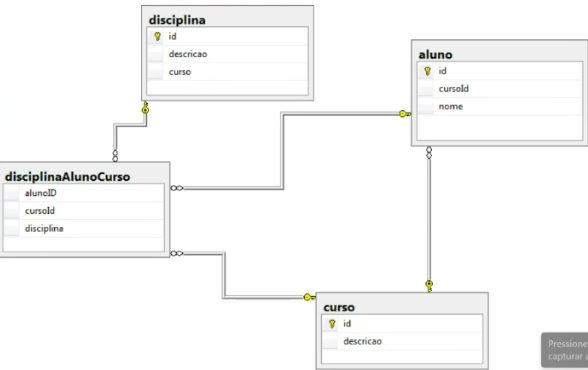 disciplina
id
descricao
curso
aluno
id
cursoId
nome
disciplinaAlunoCurso
alunoID
cursoId
disciplina
curso
id
descricao
Pressione
capturar a